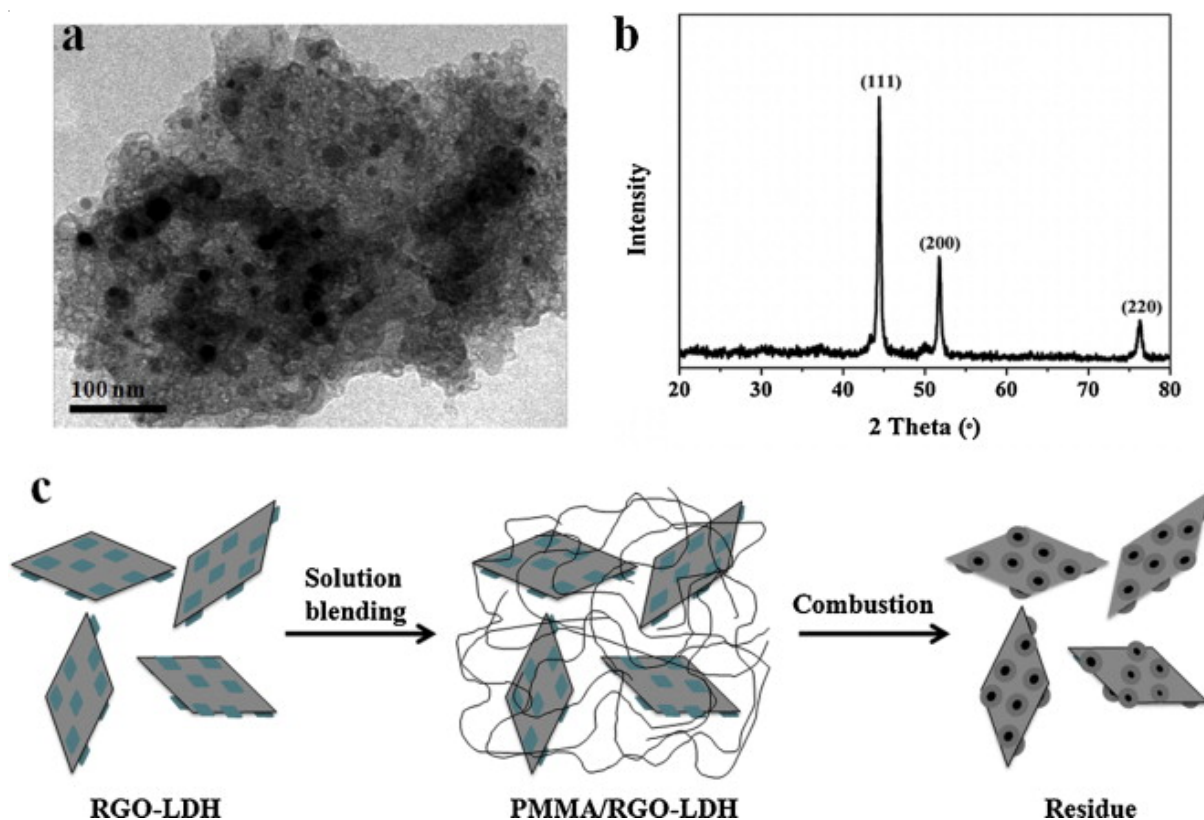 a
100 nm
b
(111)
(200)
(220)
Intensity
20 30 40 50 60 70 80
2 Theta (°)
c
Solution
blending
Combustion
RGO-LDH
PMMA/RGO-LDH
Residue